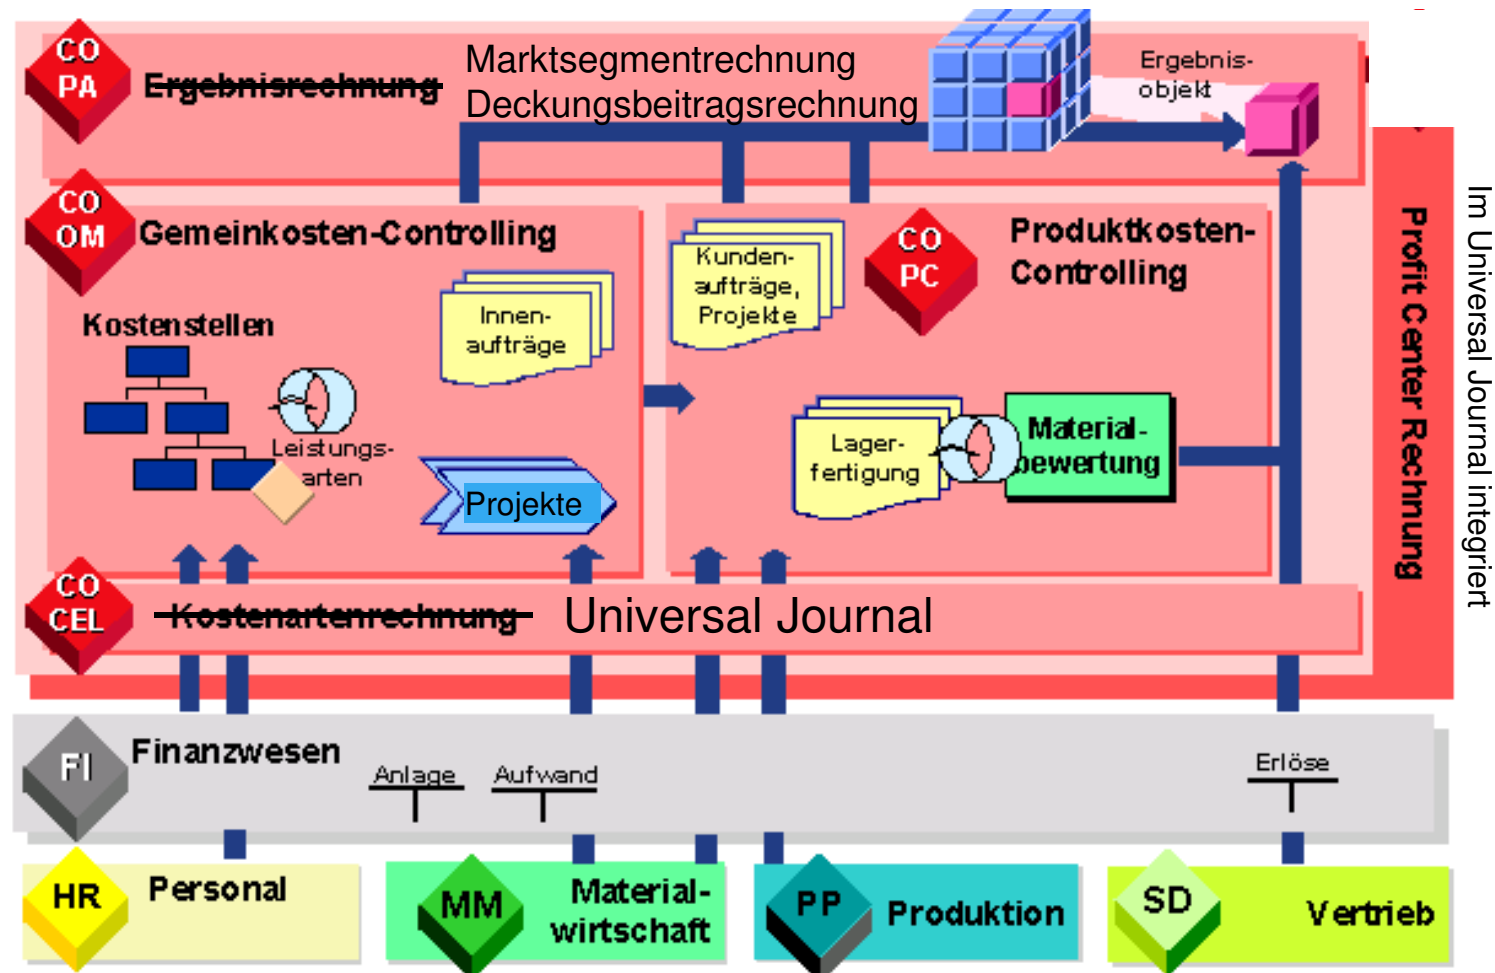 CO
PA
Ergebnisrechnung
Marktsegmentrechnung
Deckungsbeitragsrechnung
Ergebnis-
objekt
CO
OM
Gemeinkosten-Controlling
Kostenstellen
Leistungs-
arten
Innen-
aufträge
Projekte
Kunden-
aufträge,
Projekte
CO
PC
Produktkosten-
Controlling
Lager-
fertigung
Material-
bewertung
Profit Center Rechnung
Im Universal Journal integriert
CO
CEL
Kostenartenrechnung
Universal Journal
FI
Finanzwesen
Anlage
Aufwand
Erlöse
HR
Personal
MM
Material-
wirtschaft
PP
Produktion
SD
Vertrieb